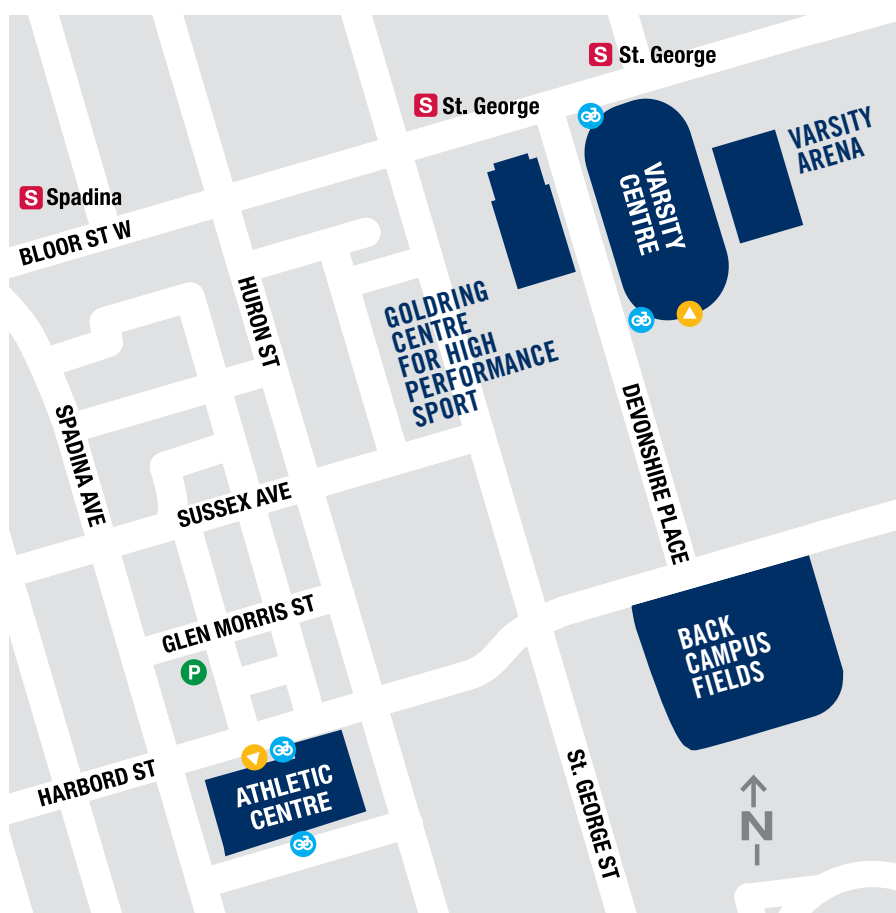 S St. George
S St. George
S Spadina
BLOOR ST W
VARSITY
ARENA
VARSITY
CENTRE
GOLDRING
CENTRE
FOR HIGH
PERFORMANCE
SPORT
HURON ST
SPADINA AVE
DEVONSHIRE PLACE
SUSSEX AVE
GLEN MORRIS ST
P
BACK
CAMPUS
FIELDS
HARBORD ST
ATHLETIC
CENTRE
St. GEORGE ST
N